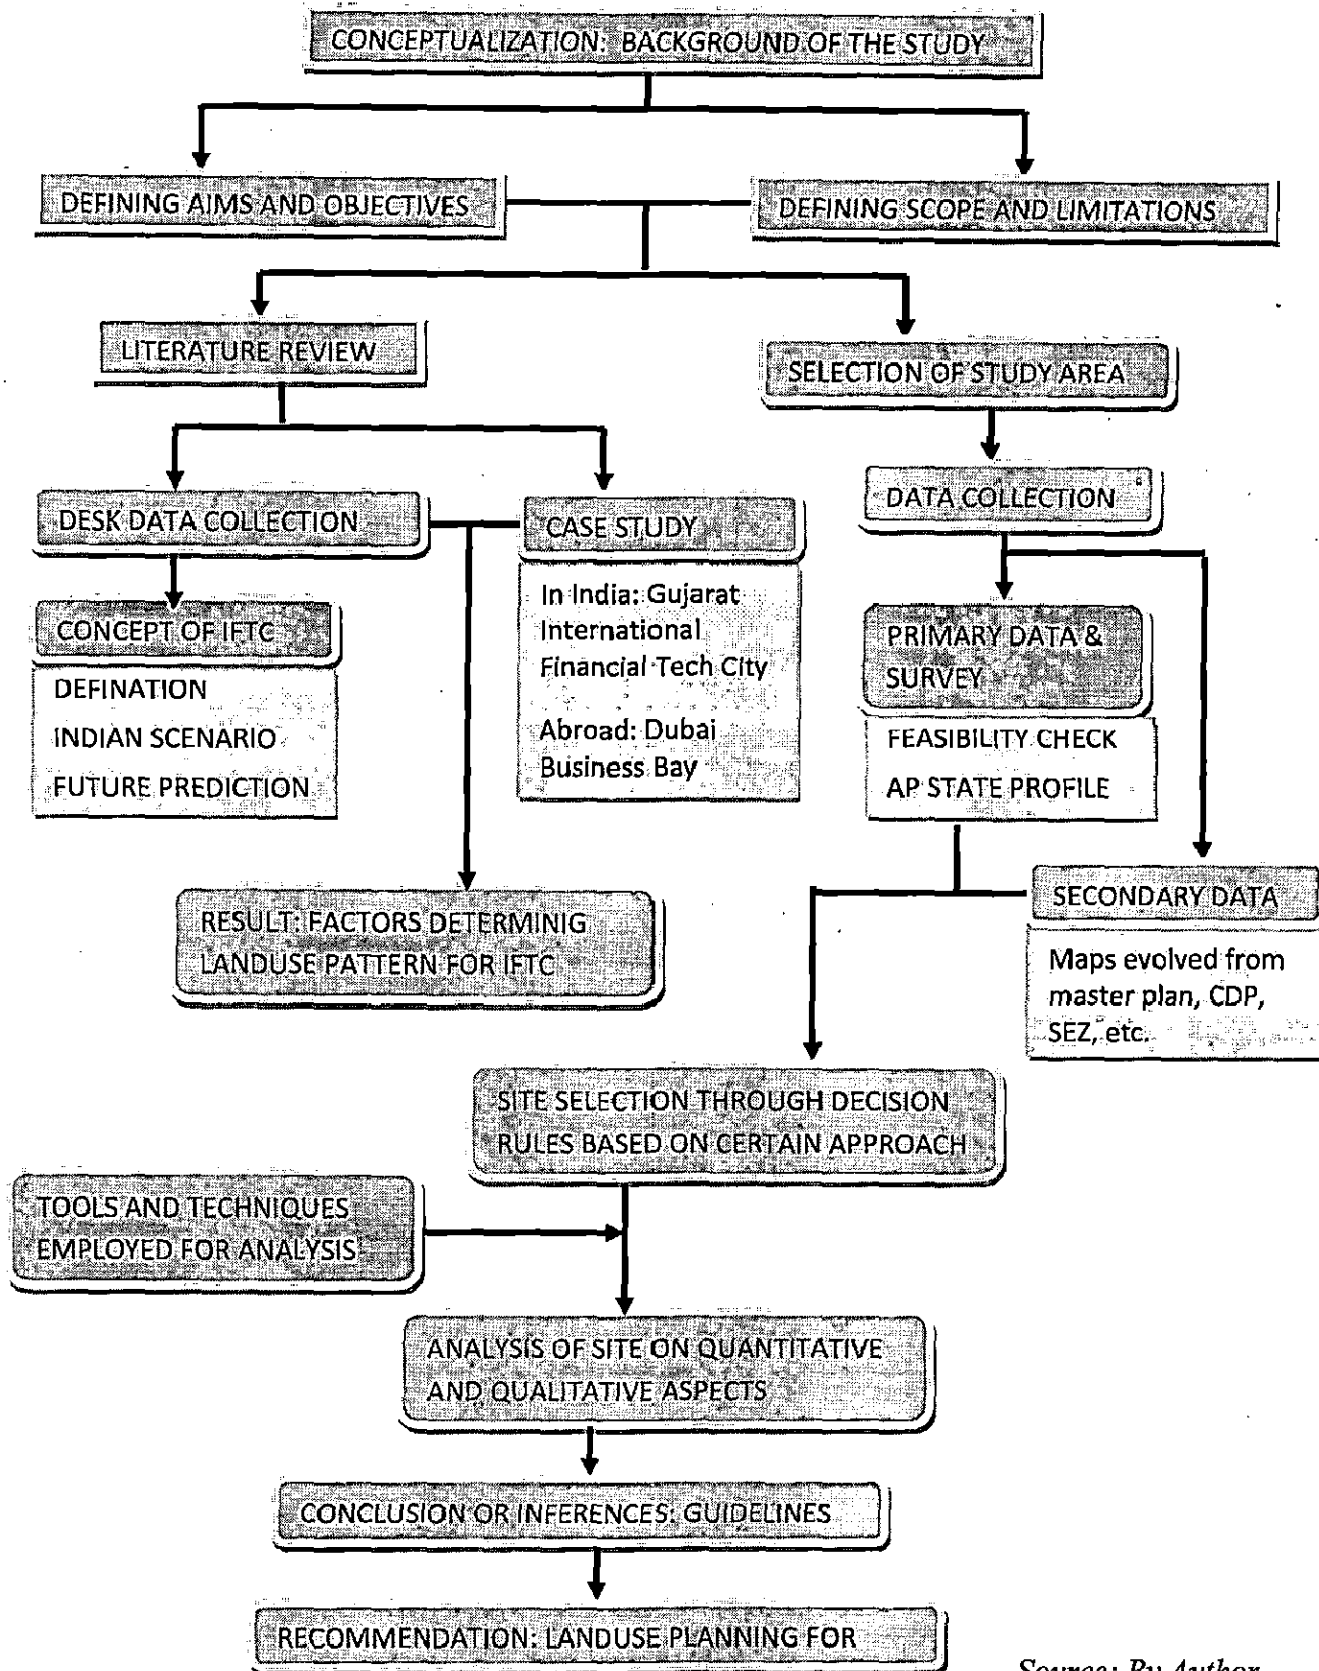 CONCEPTUALIZATION: BACKGROUND OF THE STUDY
DEFINING AIMS AND OBJECTIVES
DEFINING SCOPE AND LIMITATIONS
LITERATURE REVIEW
SELECTION OF STUDY AREA
DESK DATA COLLECTION
CASE STUDY
In India: Gujarat
International
Financial Tech City
Abroad: Dubai
Business Bay
DATA COLLECTION
CONCEPT OF IFTC
DEFINATION
INDIAN SCENARIO
FUTURE PREDICTION
PRIMARY DATA &
SURVEY
FEASIBILITY CHECK
AP STATE PROFILE
RESULT: FACTORS DETERMINIG
LANDUSE PATTERN FOR IFTC
SECONDARY DATA
Maps evolved from
master plan, CDP,
SEZ, etc.
SITE SELECTION THROUGH DECISION
RULES BASED ON CERTAIN APPROACH
TOOLS AND TECHNIQUES
EMPLOYED FOR ANALYSIS
ANALYSIS OF SITE ON QUANTITATIVE
AND QUALITATIVE ASPECTS
CONCLUSION OR INFERENCES: GUIDELINES
RECOMMENDATION: LANDUSE PLANNING FOR
Source: By Author